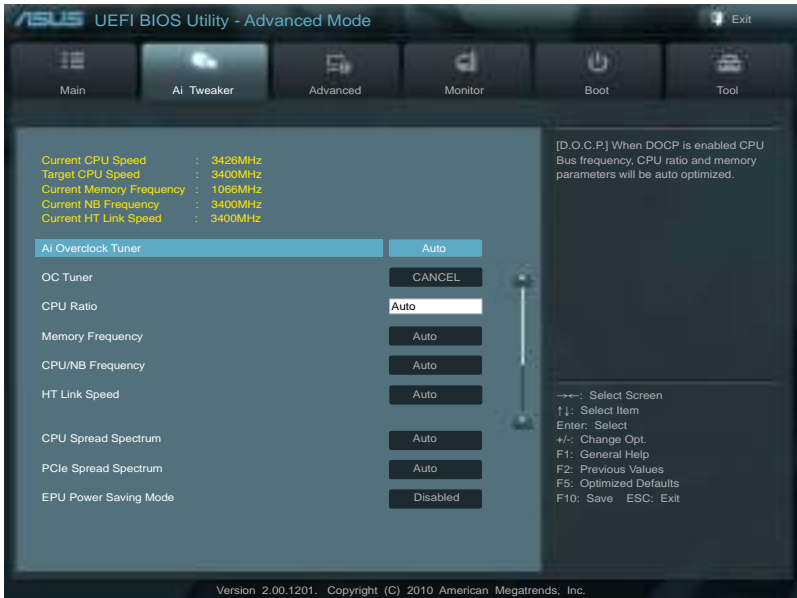 ASUS UEFI BIOS Utility - Advanced Mode
Exit
Main
Ai Tweaker
Advanced
Monitor
Boot
Tool
Current CPU Speed : 3426MHz
Target CPU Speed : 3400MHz
Current Memory Frequency : 1066MHz
Current NB Frequency : 3400MHz
Current HT Link Speed : 3400MHz
Ai Overclock Tuner Auto
OC Tuner CANCEL
CPU Ratio Auto
Memory Frequency Auto
CPU/NB Frequency Auto
HT Link Speed Auto
CPU Spread Spectrum Auto
PCIe Spread Spectrum Auto
EPU Power Saving Mode Disabled
[D.O.C.P.] When DOCP is enabled CPU
Bus frequency, CPU ratio and memory
parameters will be auto optimized.
→←: Select Screen
↑↓: Select Item
Enter: Select
+/-: Change Opt.
F1: General Help
F2: Previous Values
F5: Optimized Defaults
F10: Save ESC: Exit
Version 2.00.1201. Copyright (C) 2010 American Megatrends, Inc.